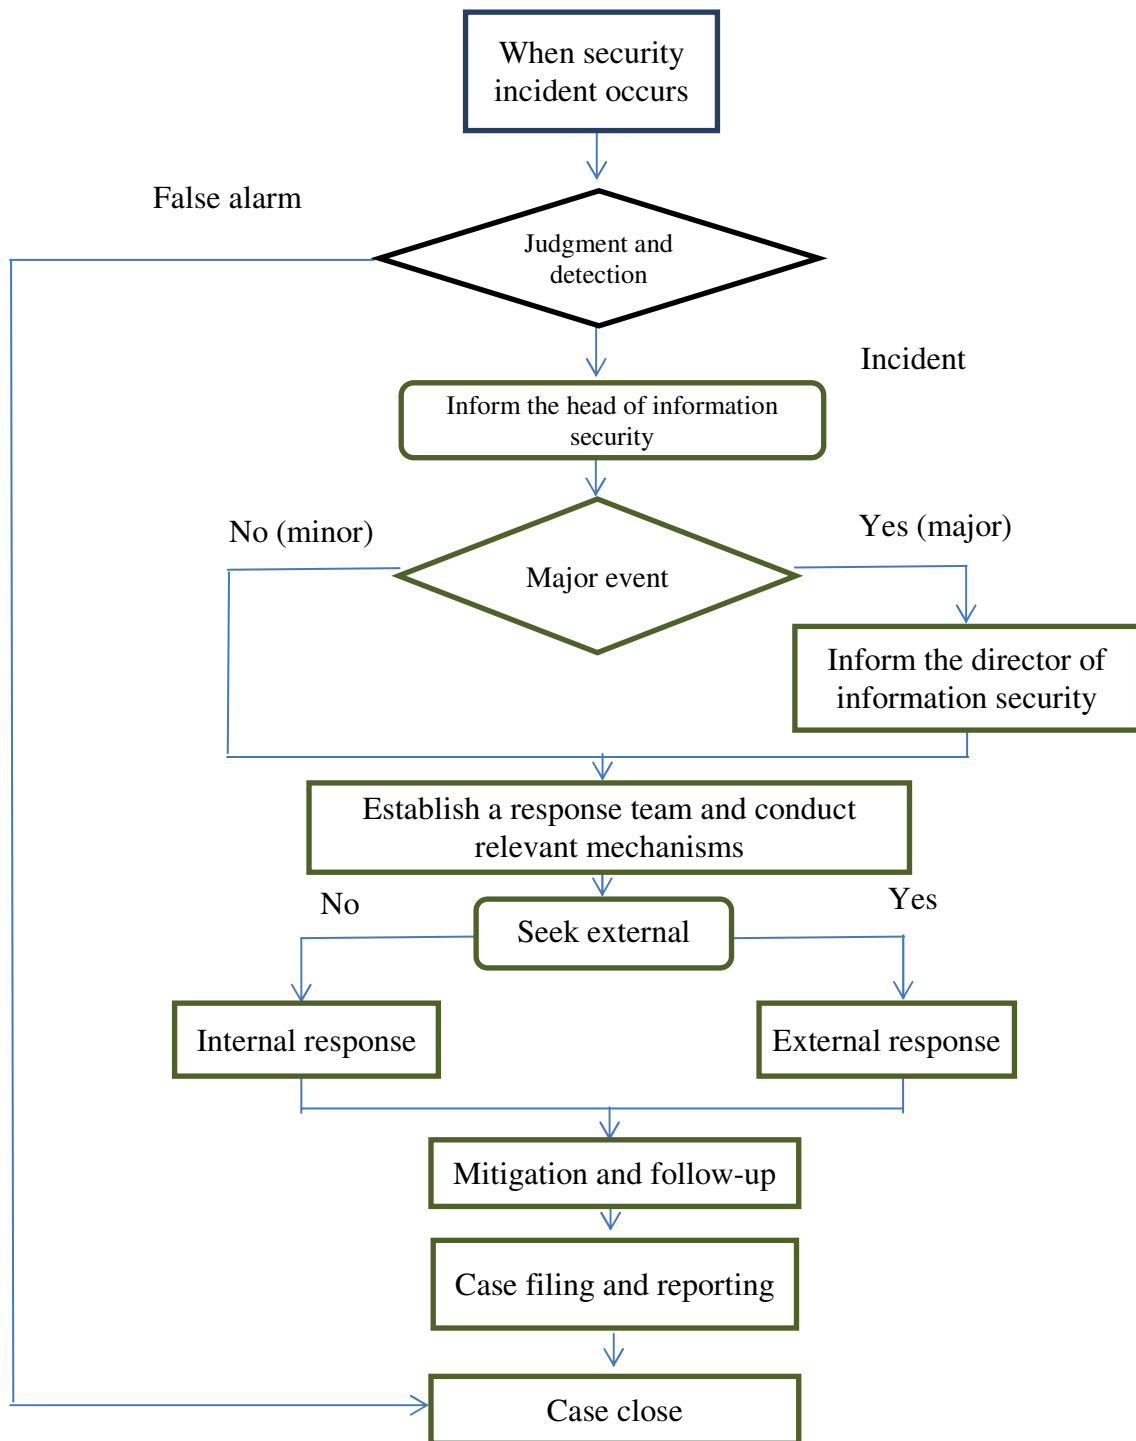 When security
incident occurs
False alarm
Judgment and
detection
Incident
Inform the head of information
security
No (minor)
Yes (major)
Major event
Inform the director of
information security
Establish a response team and conduct
relevant mechanisms
No
Yes
Seek external
Internal response
External response
Mitigation and follow-up
Case filing and reporting
Case close